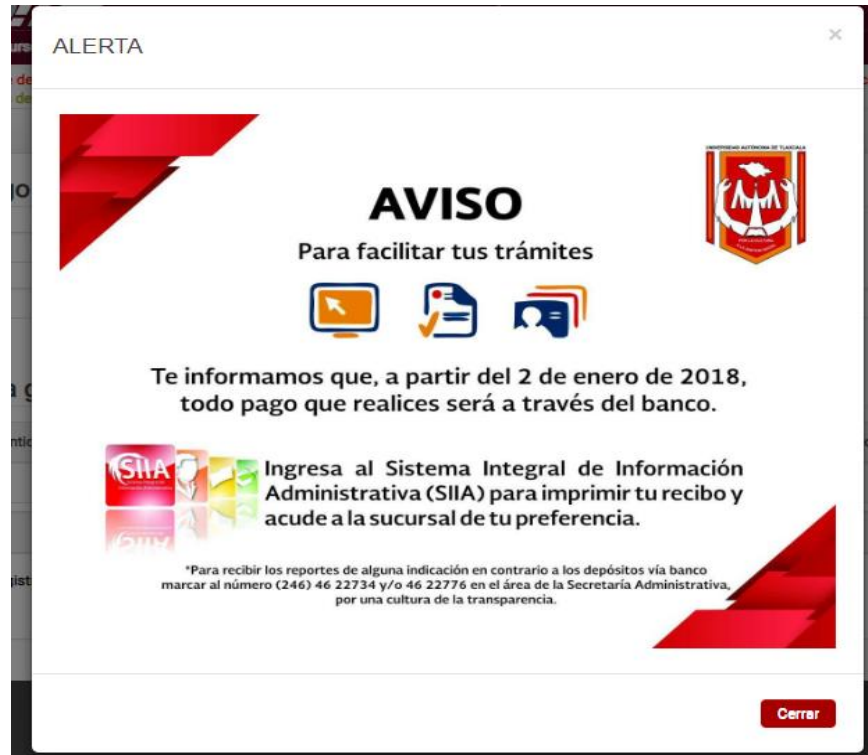 ALERTA
×
UNIVERSIDAD AUTÓNOMA DE TLAXCALA
AVISO
Para facilitar tus trámites
Te informamos que, a partir del 2 de enero de 2018,
todo pago que realices será a través del banco.
SIIA
Ingresa al Sistema Integral de Información
Administrativa (SIIA) para imprimir tu recibo y
acude a la sucursal de tu preferencia.
*Para recibir los reportes de alguna indicación en contrario a los depósitos vía banco
marcar al número (246) 46 22734 y/o 46 22776 en el área de la Secretaría Administrativa,
por una cultura de la transparencia.
Cerrar